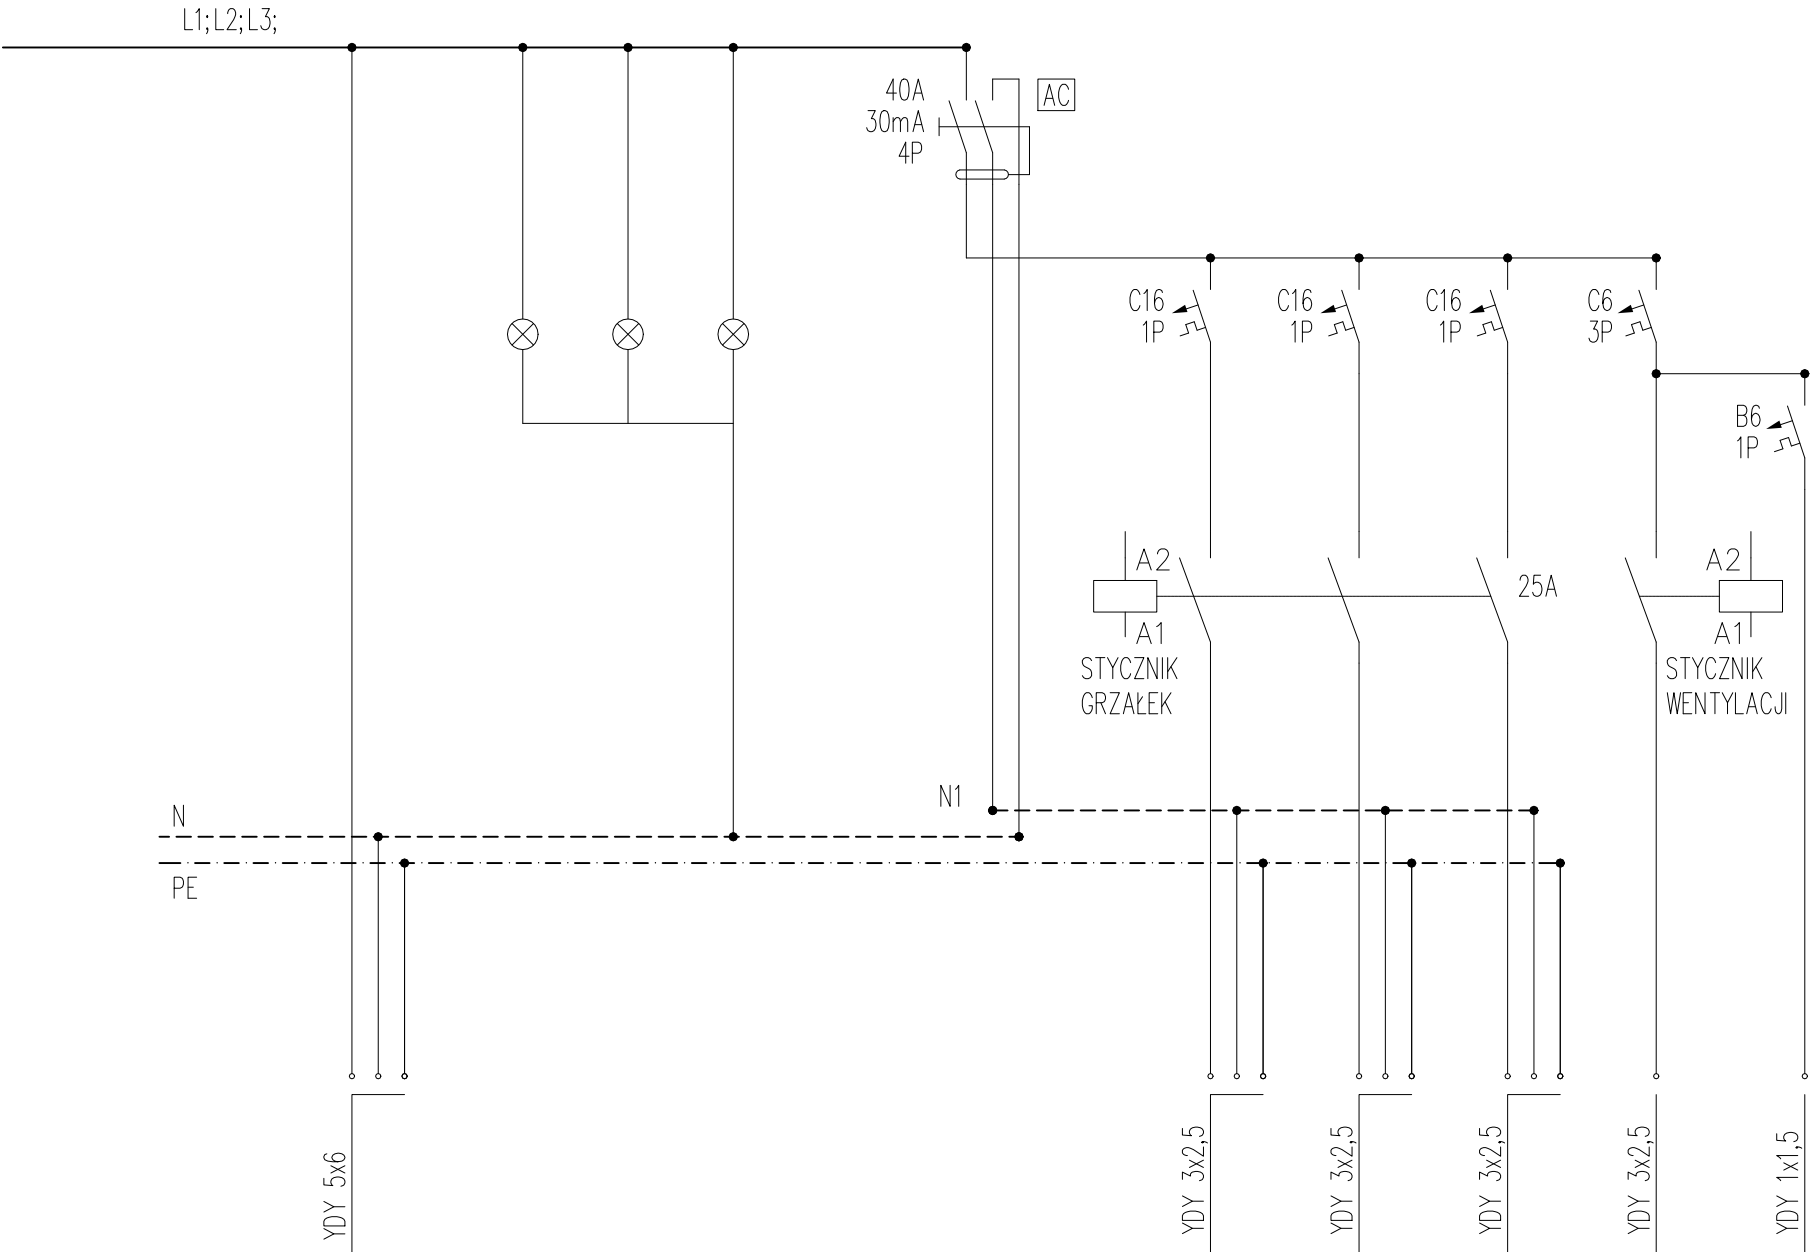 L1;L2;L3;
40A
30mA
4P
AC
C16
1P
C16
1P
C16
1P
C6
3P
B6
1P
A2
A1
STYCZNIK
GRZAŁEK
25A
A2
A1
STYCZNIK
WENTYLACJI
N1
N
PE
YDY 5x6
YDY 3x2,5
YDY 3x2,5
YDY 3x2,5
YDY 3x2,5
YDY 1x1,5